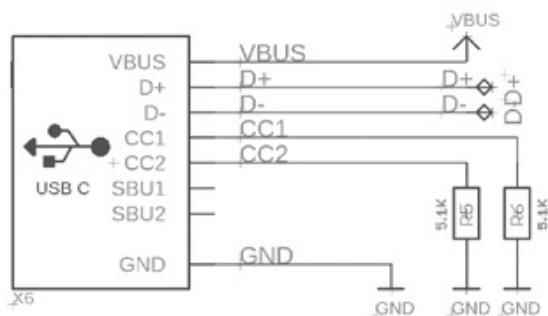 VBUS
VBUS VBUS
D+ D+ D+ D+
D- D- D- D-
CC1 CC1
CC2 CC2
USB C
SBU1
SBU2
5.1K R5 R6 5.1K
GND GND
X6
GND GND GND